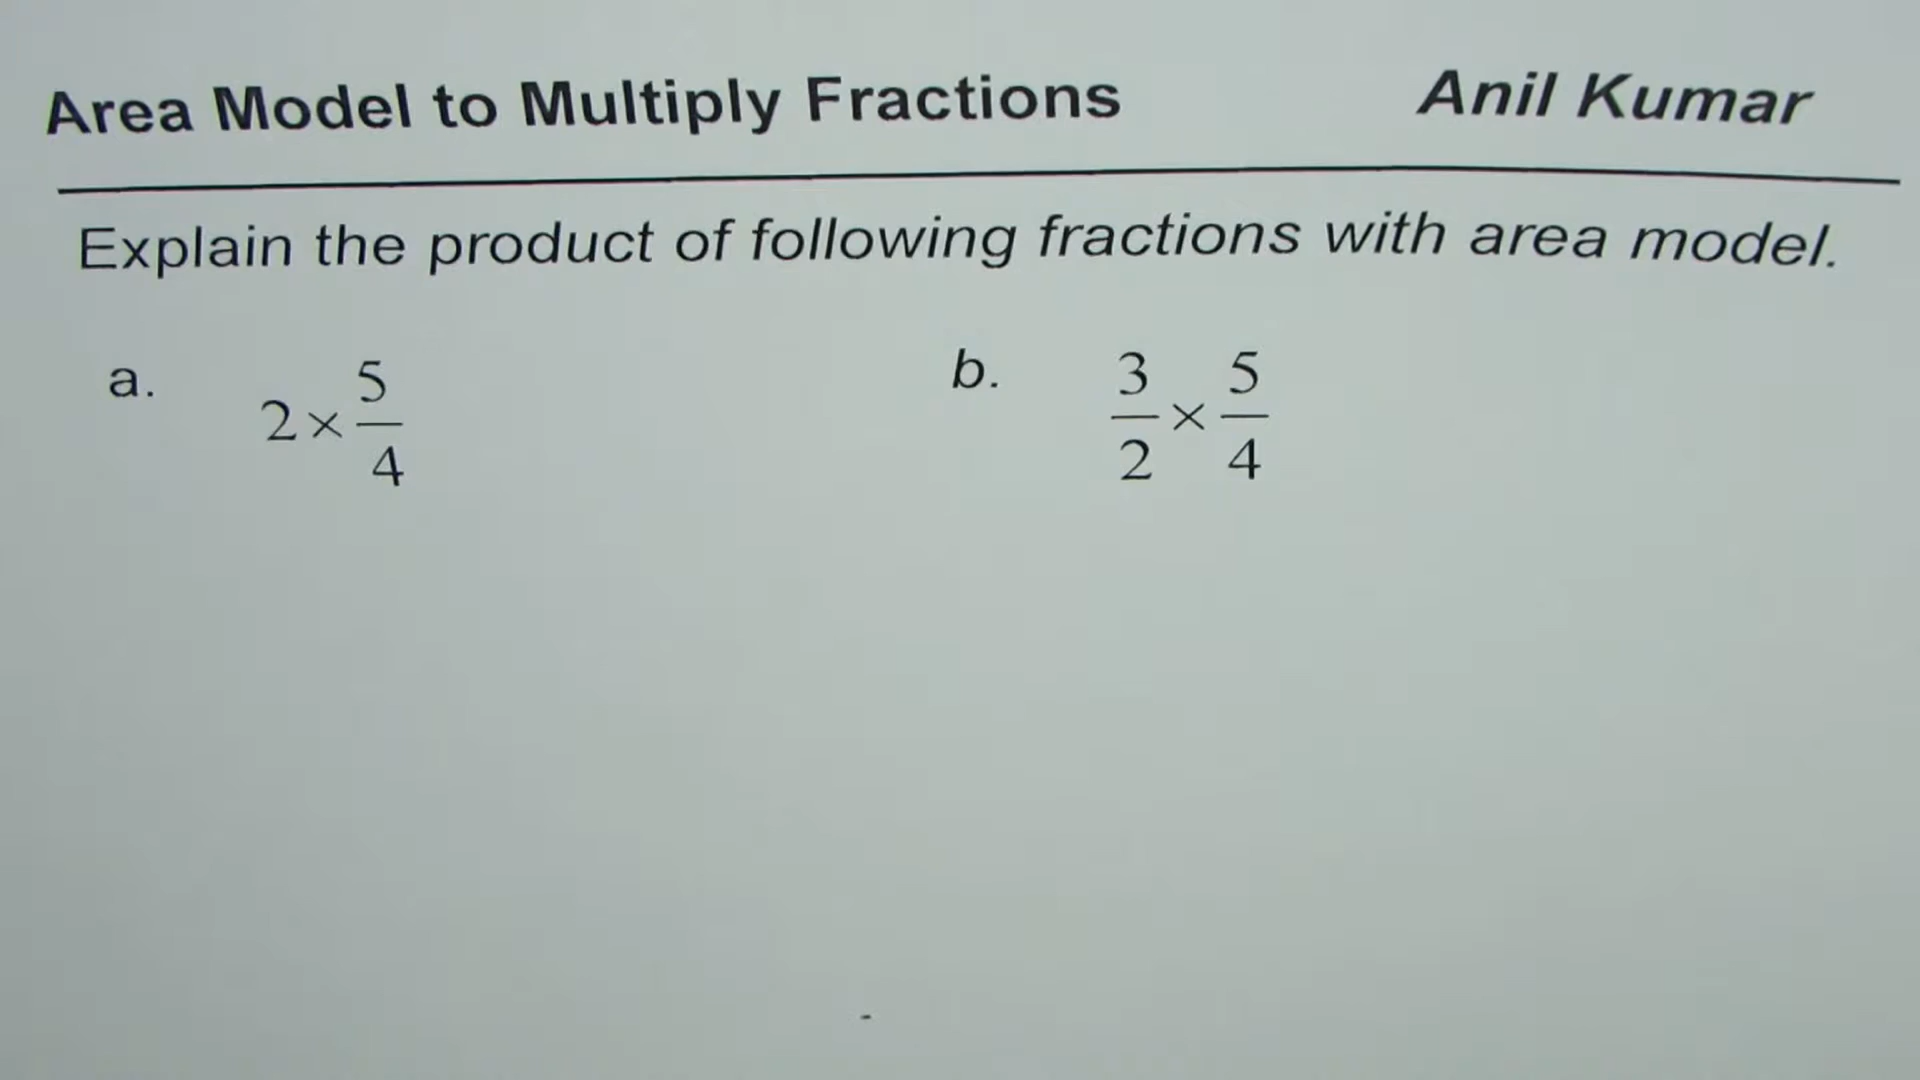 Area Model to Multiply Fractions Anil Kumar
Explain the product of following fractions with area model.
a. 2 × 5/4 b. 3/2 × 5/4